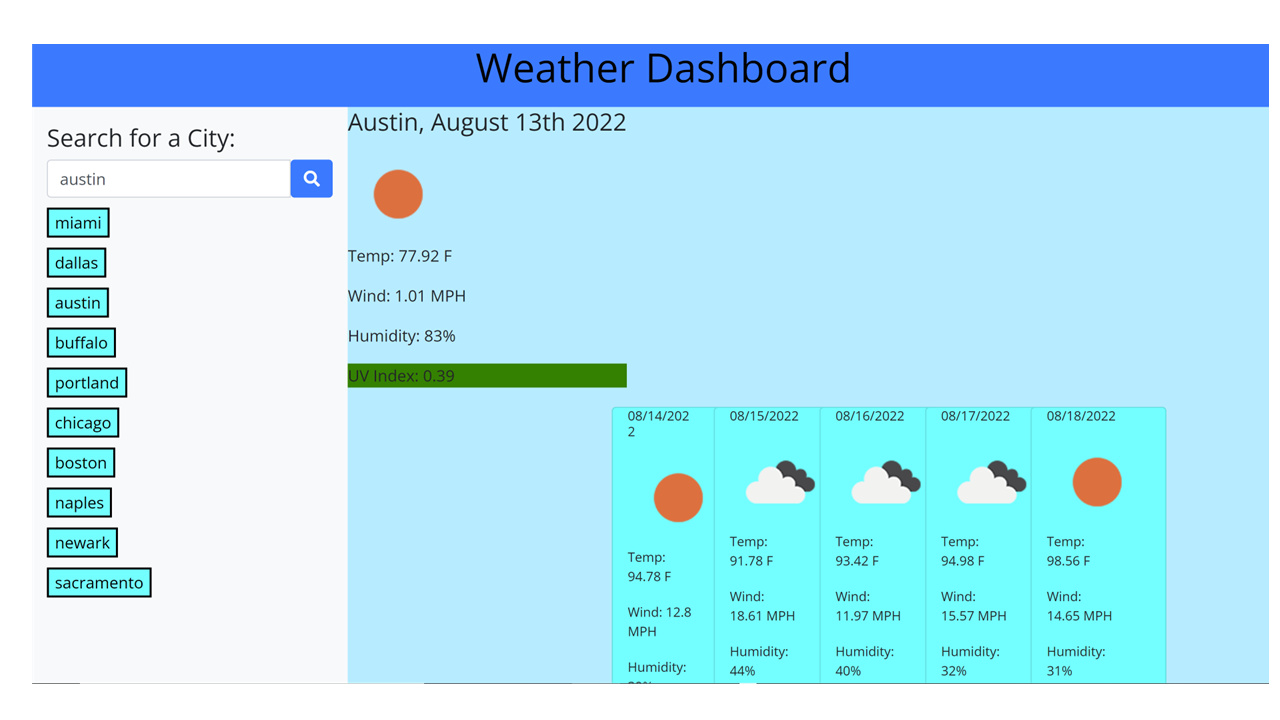 Weather Dashboard
Search for a City:
austin
miami
dallas
austin
buffalo
portland
chicago
boston
naples
newark
sacramento
Austin, August 13th 2022
Temp: 77.92 F
Wind: 1.01 MPH
Humidity: 83%
UV Index: 0.39
08/14/202
2
Temp:
94.78 F
Wind: 12.8
MPH
Humidity:
08/15/2022
Temp:
91.78 F
Wind:
18.61 MPH
Humidity:
44%
08/16/2022
Temp:
93.42 F
Wind:
11.97 MPH
Humidity:
40%
08/17/2022
Temp:
94.98 F
Wind:
15.57 MPH
Humidity:
32%
08/18/2022
Temp:
98.56 F
Wind:
14.65 MPH
Humidity:
31%